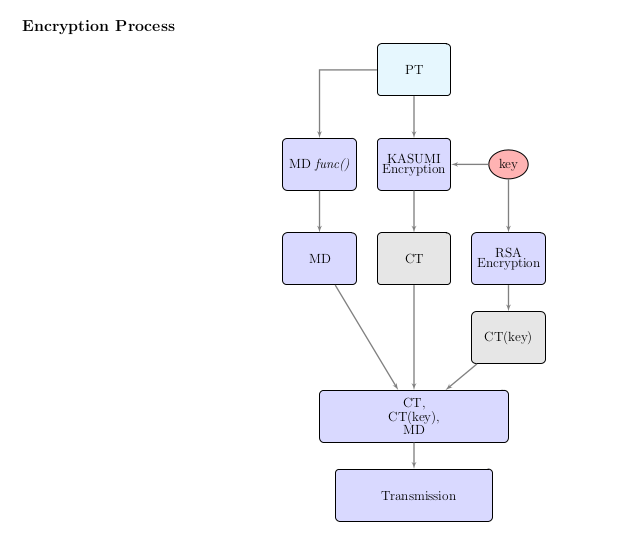 Encryption Process
PT
MD func()
KASUMI
Encryption
key
MD
CT
RSA
Encryption
CT(key)
CT,
CT(key),
MD
Transmission